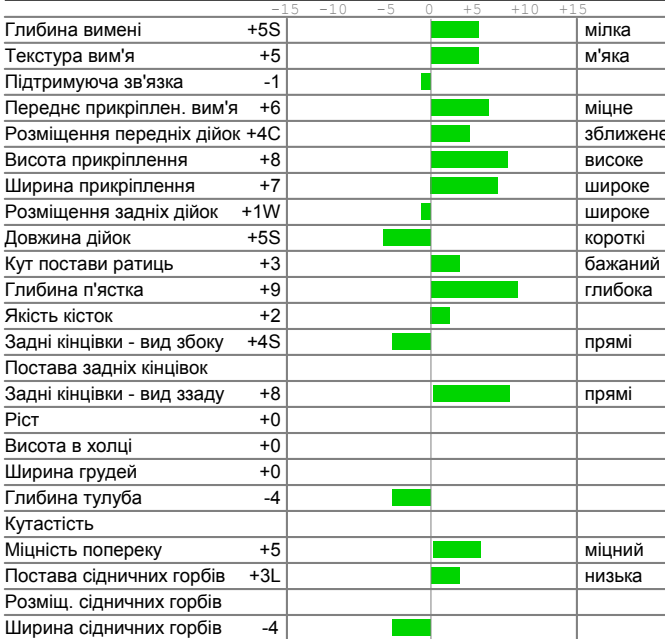 -15 -10 -5 0 +5 +10 +15
Глибина вимені +5S мілка
Текстура вим'я +5 м'яка
Підтримуюча зв'язка -1
Переднє прикріплен. вим'я +6 міцне
Розміщення передніх дійок +4C зближене
Висота прикріплення +8 високе
Ширина прикріплення +7 широке
Розміщення задніх дійок +1W широке
Довжина дійок +5S короткі
Кут постави ратиць +3 бажаний
Глибина п'ястка +9 глибока
Якість кісток +2
Задні кінцівки - вид збоку +4S прямі
Постава задніх кінцівок
Задні кінцівки - вид ззаду +8 прямі
Ріст +0
Висота в холці +0
Ширина грудей +0
Глибина тулуба -4
Кутастість
Міцність попереку +5 міцний
Постава сідничних горбів +3L низька
Розміщ. сідничних горбів
Ширина сідничних горбів -4